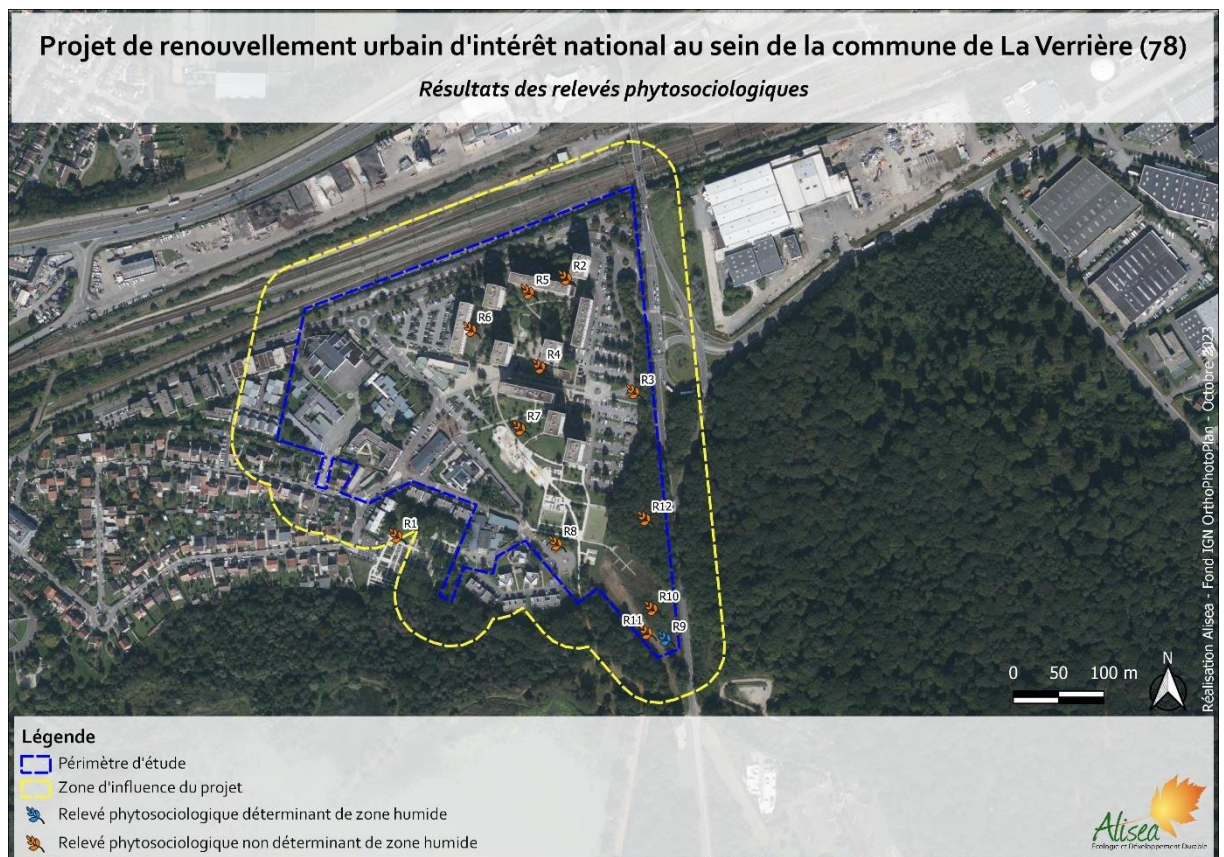 Projet de renouvellement urbain d'intérêt national au sein de la commune de La Verrière (78)
Résultats des relevés phytosociologiques
R2
R5
R6
R4
R3
R7
R12
R1
R8
R10
R11
R9
0 50 100 m
N
Réalisation Alisea - Fond IGN OrthoPhotoPlan - Octobre 2023
Légende
Périmètre d'étude
Zone d'influence du projet
Relevé phytosociologique déterminant de zone humide
Relevé phytosociologique non déterminant de zone humide
Alisea
Ecologie et Développement Durable